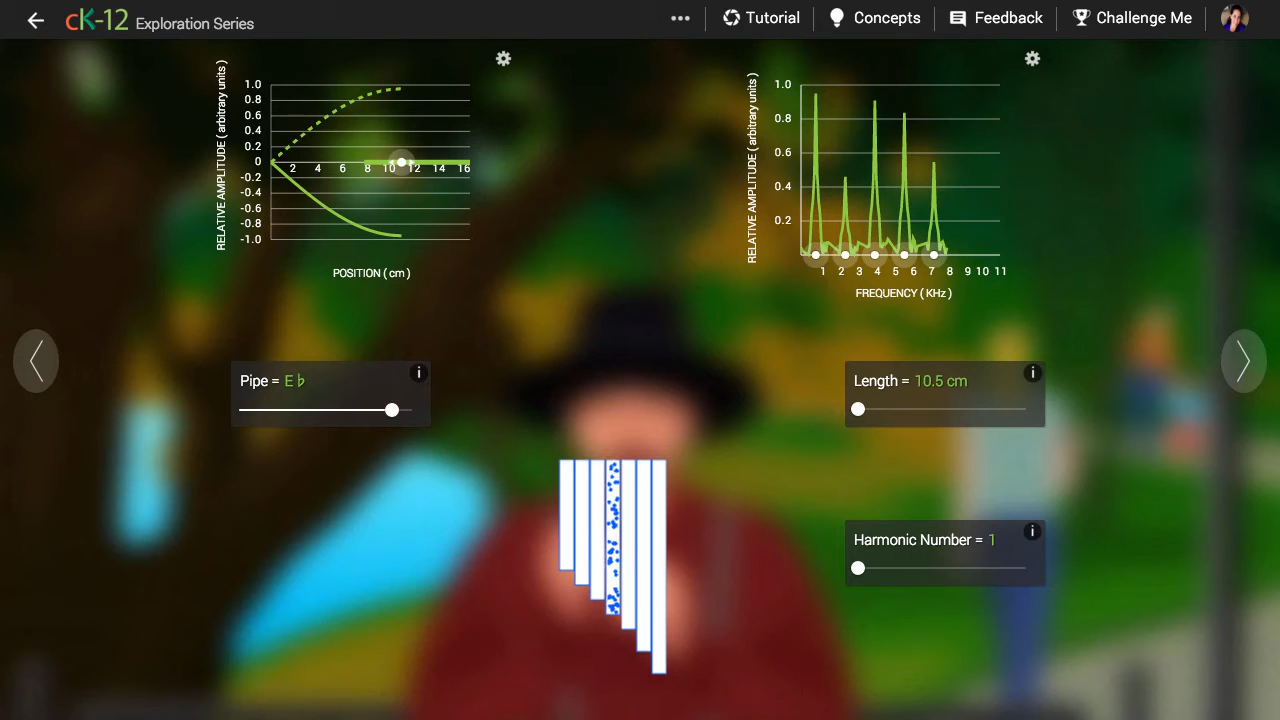 cK-12 Exploration Series
••• Tutorial Concepts Feedback Challenge Me
RELATIVE AMPLITUDE ( arbitrary units )
1.0
0.8
0.6
0.4
0.2
0
-0.2
-0.4
-0.6
-0.8
-1.0
2 4 6 8 10 12 14 16
POSITION ( cm )
RELATIVE AMPLITUDE ( arbitrary units )
1.0
0.8
0.6
0.4
0.2
1 2 3 4 5 6 7 8 9 10 11
FREQUENCY ( KHz )
Pipe = E♭
i
Length = 10.5 cm
i
Harmonic Number = 1
i